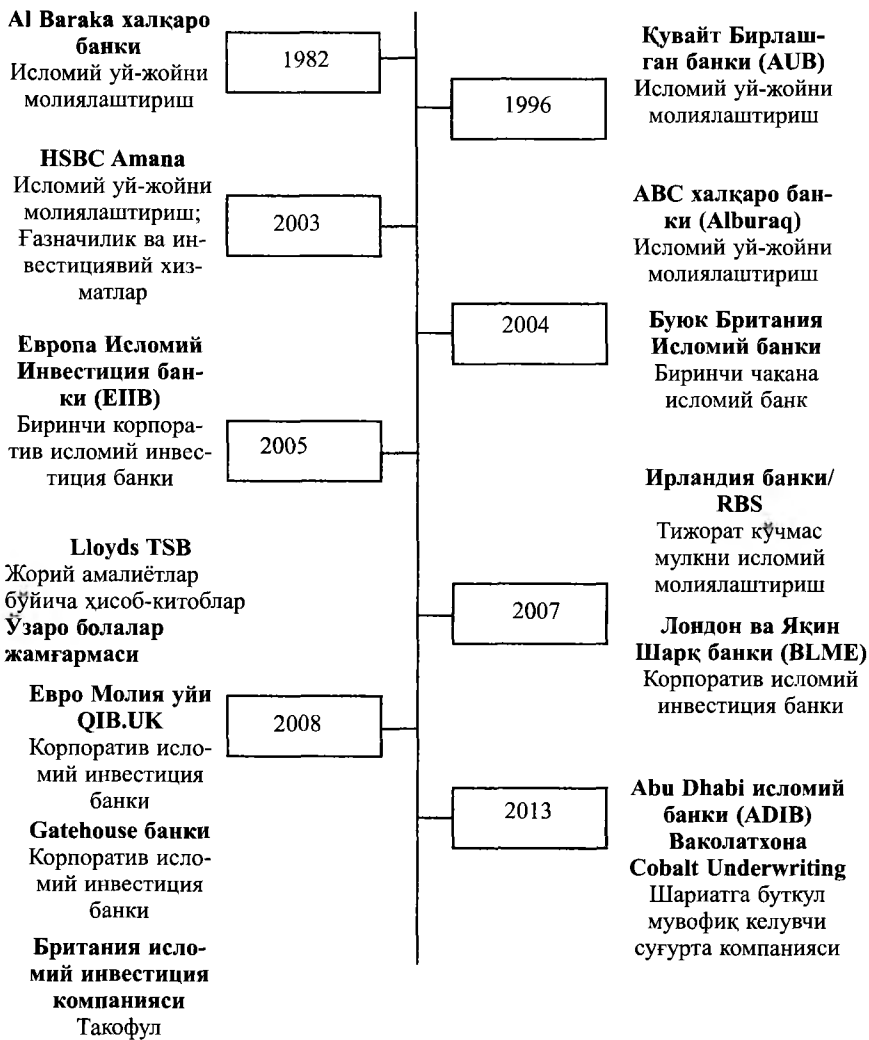 Al Baraka халқаро
банки
Исломий уй-жойни
молиялаштириш
1982
Қувайт Бирлаш-
ган банки (AUB)
Исломий уй-жойни
молиялаштириш
1996
HSBC Amana
Исломий уй-жойни
молиялаштириш;
Ғазначилик ва ин-
вестициявий хиз-
матлар
2003
ABC халқаро бан-
ки (Alburaq)
Исломий уй-жойни
молиялаштириш
2004
Буюк Британия
Исломий банки
Биринчи чакана
исломий банк
Европа Исломий
Инвестиция бан-
ки (EIIB)
Биринчи корпора-
тив исломий инвес-
тиция банки
2005
Ирландия банки/
RBS
Тижорат кўчмас
мулкни исломий
молиялаштириш
Lloyds TSB
Жорий амалиётлар
бўйича ҳисоб-китоблар
Ўзаро болалар
жамғармаси
2007
Лондон ва Яқин
Шарқ банки (BLME)
Корпоратив исломий
инвестиция банки
Евро Молия уйи
QIB.UK
Корпоратив исло-
мий инвестиция
банки
2008
Gatehouse банки
Корпоратив исло-
мий инвестиция
банки
Британия исло-
мий инвестиция
компанияси
Такофул
2013
Abu Dhabi исломий
банки (ADIB)
Ваколатхона
Cobalt Underwriting
Шариатга буткул
мувофиқ келувчи
суғурта компанияси